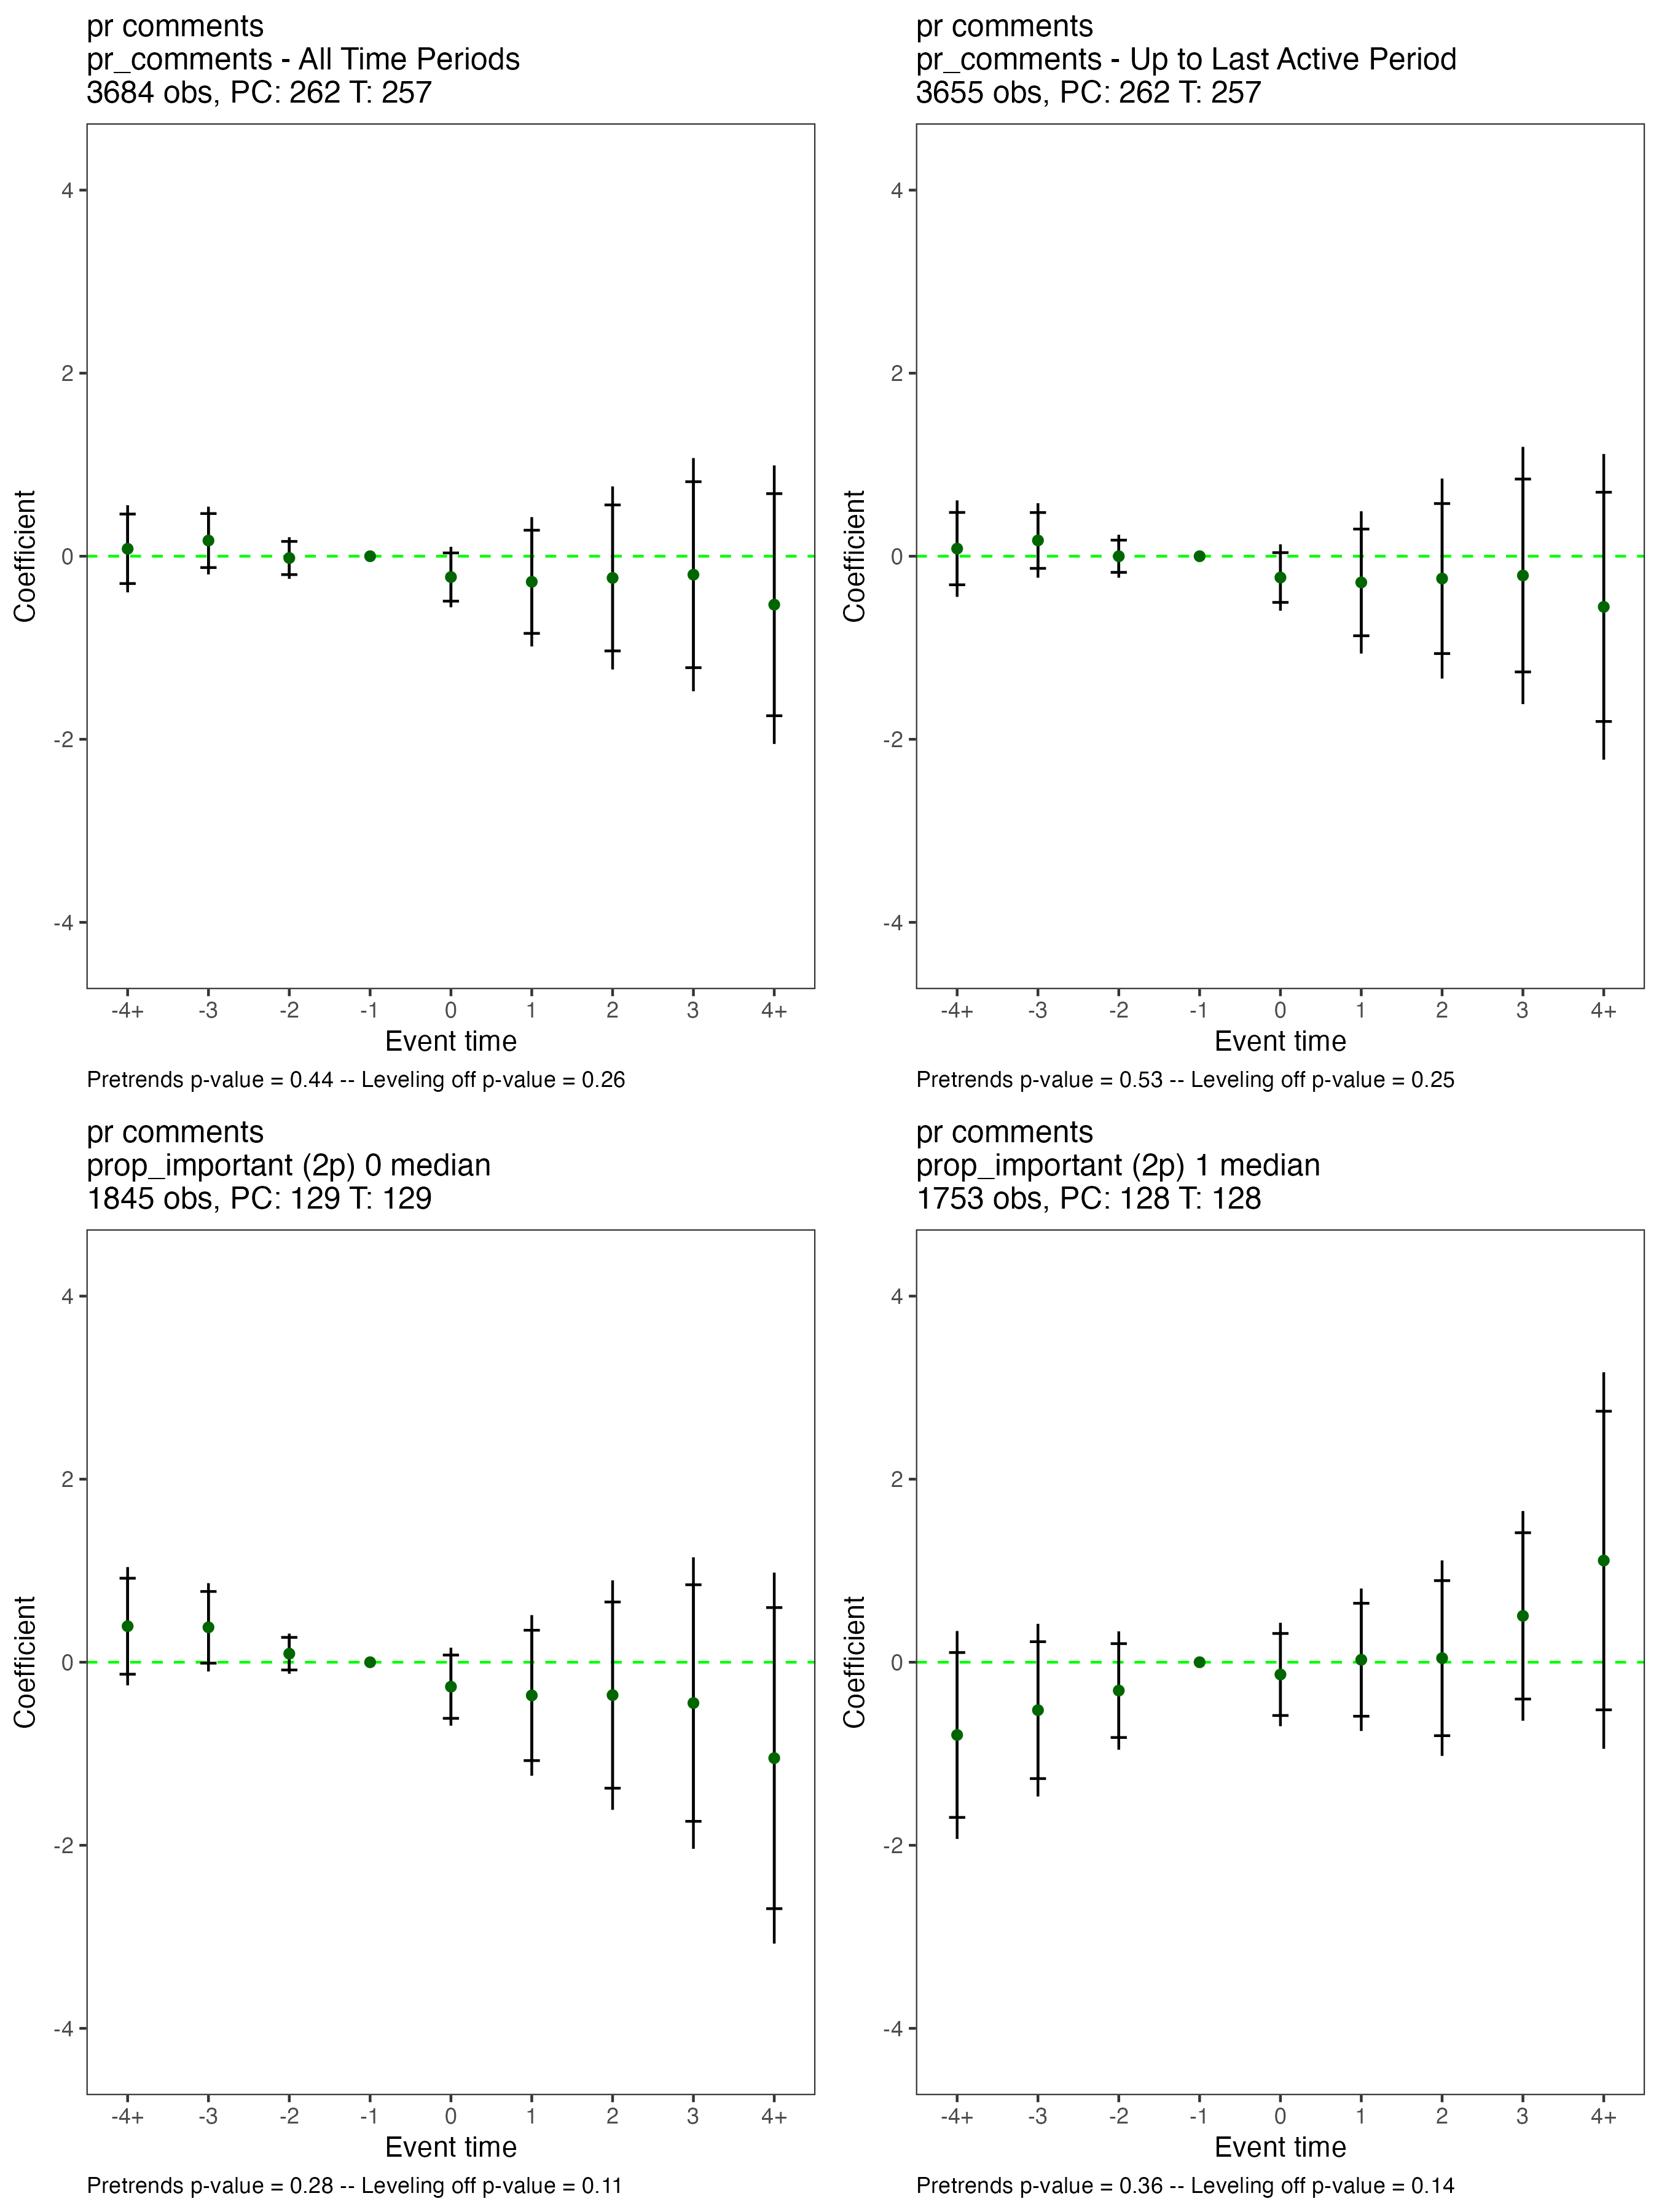 pr comments
pr_comments - All Time Periods
3684 obs, PC: 262 T: 257
4
2
0
-2
-4
Coefficient
-4+ -3 -2 -1 0 1 2 3 4+
Event time
Pretrends p-value = 0.44 -- Leveling off p-value = 0.26
pr comments
pr_comments - Up to Last Active Period
3655 obs, PC: 262 T: 257
4
2
0
-2
-4
Coefficient
-4+ -3 -2 -1 0 1 2 3 4+
Event time
Pretrends p-value = 0.53 -- Leveling off p-value = 0.25
pr comments
prop_important (2p) 0 median
1845 obs, PC: 129 T: 129
4
2
0
-2
-4
Coefficient
-4+ -3 -2 -1 0 1 2 3 4+
Event time
Pretrends p-value = 0.28 -- Leveling off p-value = 0.11
pr comments
prop_important (2p) 1 median
1753 obs, PC: 128 T: 128
4
2
0
-2
-4
Coefficient
-4+ -3 -2 -1 0 1 2 3 4+
Event time
Pretrends p-value = 0.36 -- Leveling off p-value = 0.14